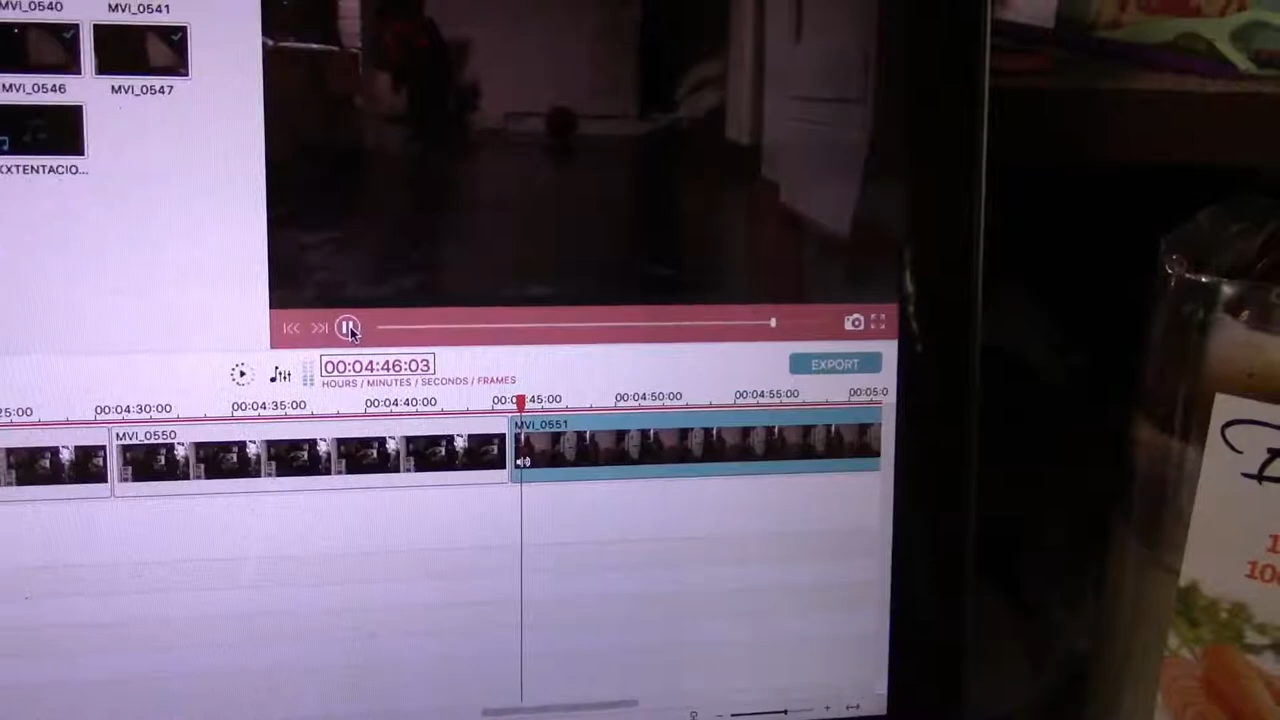 MVI_0540 MVI_0541
MVI_0546 MVI_0547
XXTENTACIO...
00:04:46:03
HOURS / MINUTES / SECONDS / FRAMES
EXPORT
25:00 00:04:30:00 00:04:35:00 00:04:40:00 00:04:45:00 00:04:50:00 00:04:55:00 00:05:0
MVI_0550 MVI_0551